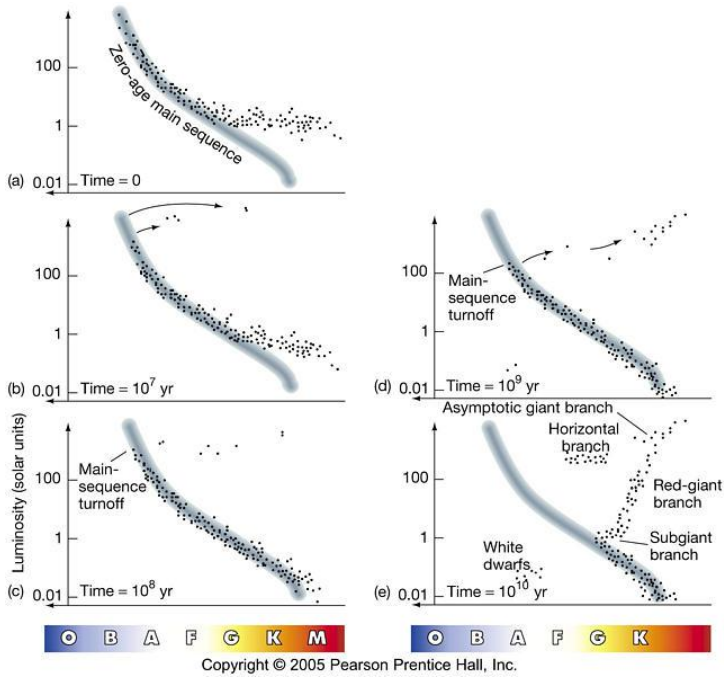 100
Zero-age main sequence
1
(a)
0.01
Time = 0
100
1
(b)
0.01
Time = 10⁷ yr
Luminosity (solar units)
100
Main-
sequence
turnoff
1
(c)
0.01
Time = 10⁸ yr
O B A F G K M
100
Main-
sequence
turnoff
1
(d)
0.01
Time = 10⁹ yr
Asymptotic giant branch
Horizontal
branch
100
Red-giant
branch
1
Subgiant
branch
White
dwarfs
(e)
0.01
Time = 10¹⁰ yr
O B A F G K
Copyright © 2005 Pearson Prentice Hall, Inc.